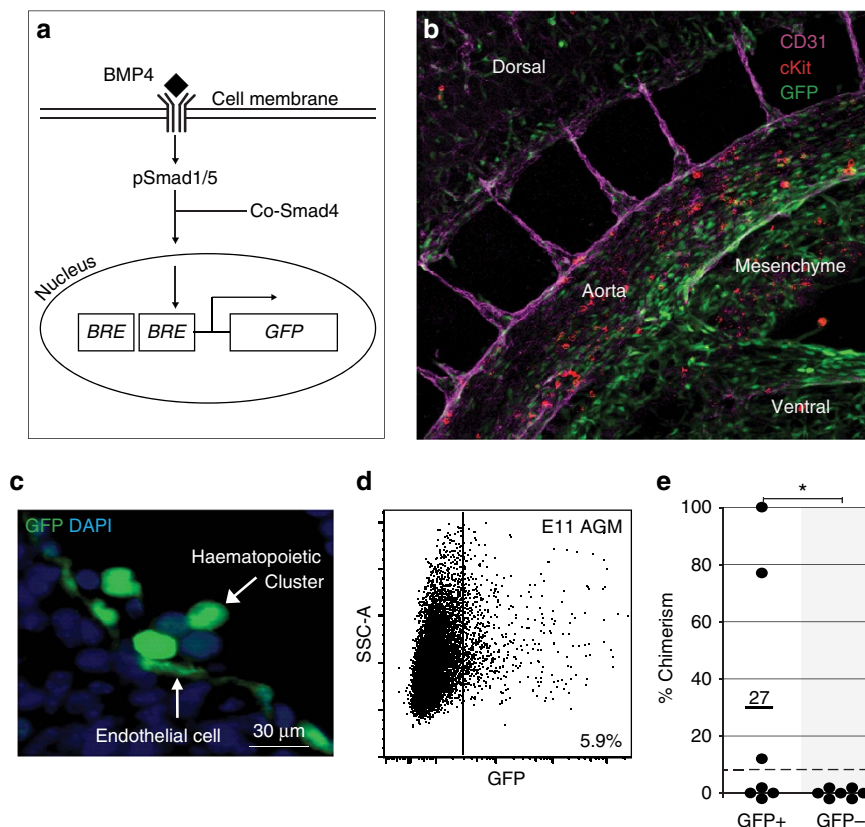 a
BMP4
Cell membrane
pSmad1/5
Co-Smad4
Nucleus
BRE
BRE
GFP
b
CD31
cKit
GFP
Dorsal
Aorta
Mesenchyme
Ventral
c
GFP DAPI
Haematopoietic
Cluster
Endothelial cell
30 µm
d
E11 AGM
SSC-A
5.9%
GFP
e
*
% Chimerism
100
80
60
40
20
0
27
GFP+
GFP–